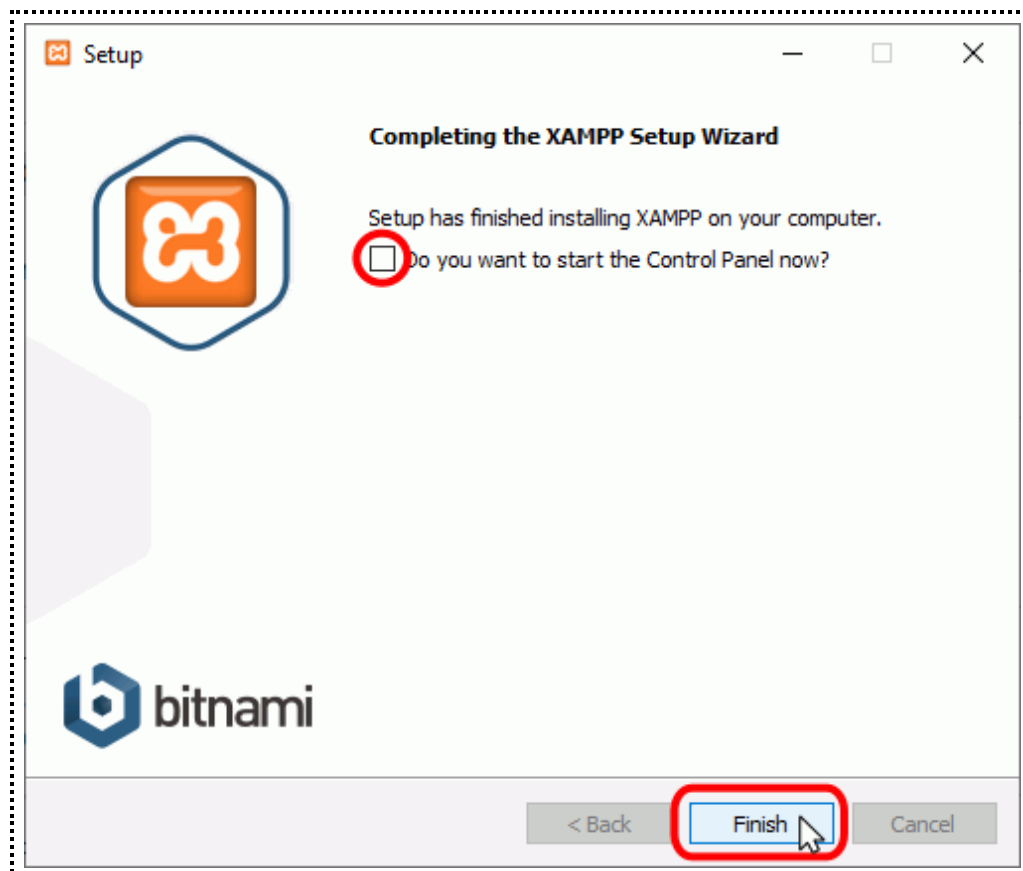 Setup
Completing the XAMPP Setup Wizard
Setup has finished installing XAMPP on your computer.
Do you want to start the Control Panel now?
bitnami
< Back
Finish
Cancel